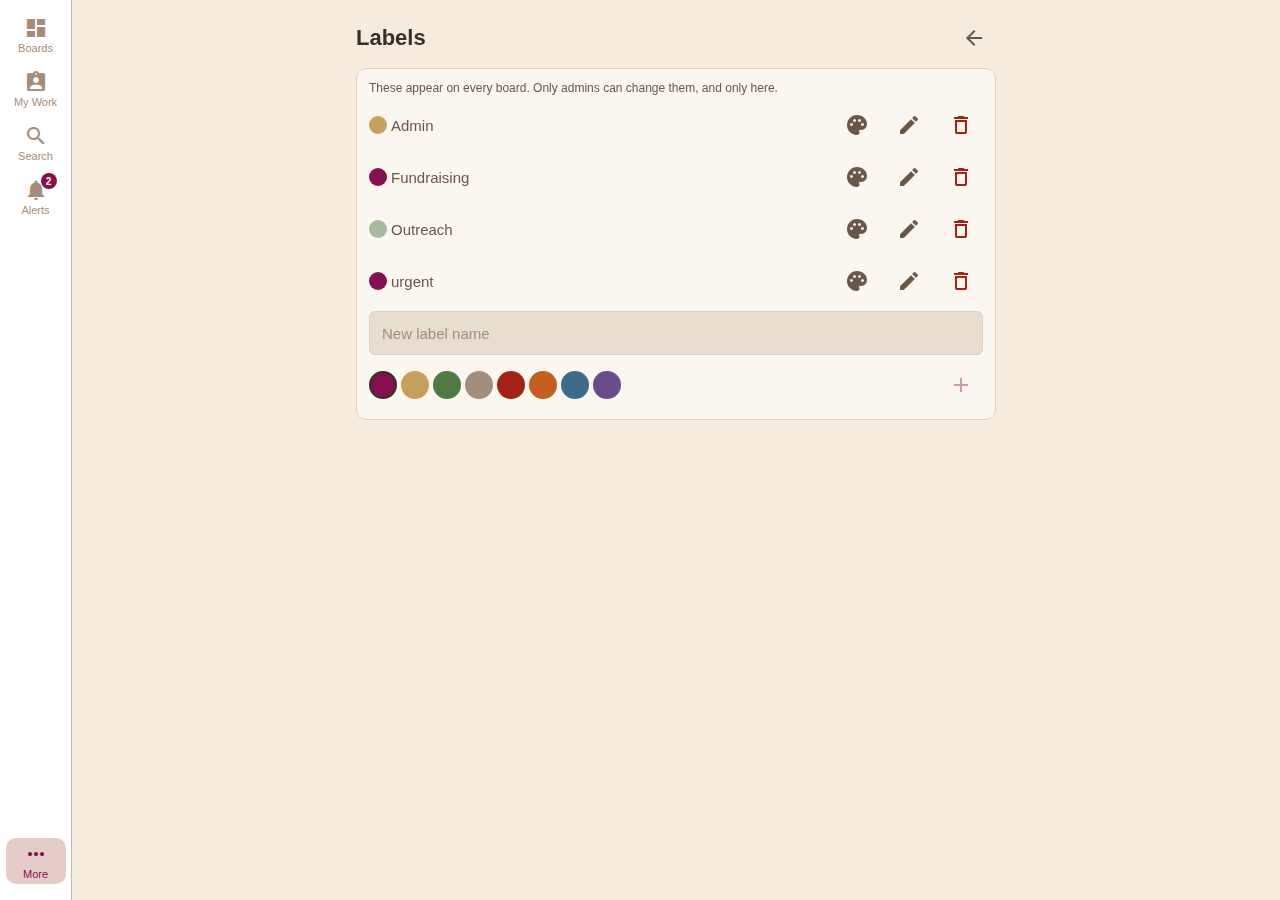 Boards
My Work
Search
2
Alerts
More
Labels
These appear on every board. Only admins can change them, and only here.
Admin
Fundraising
Outreach
urgent
New label name